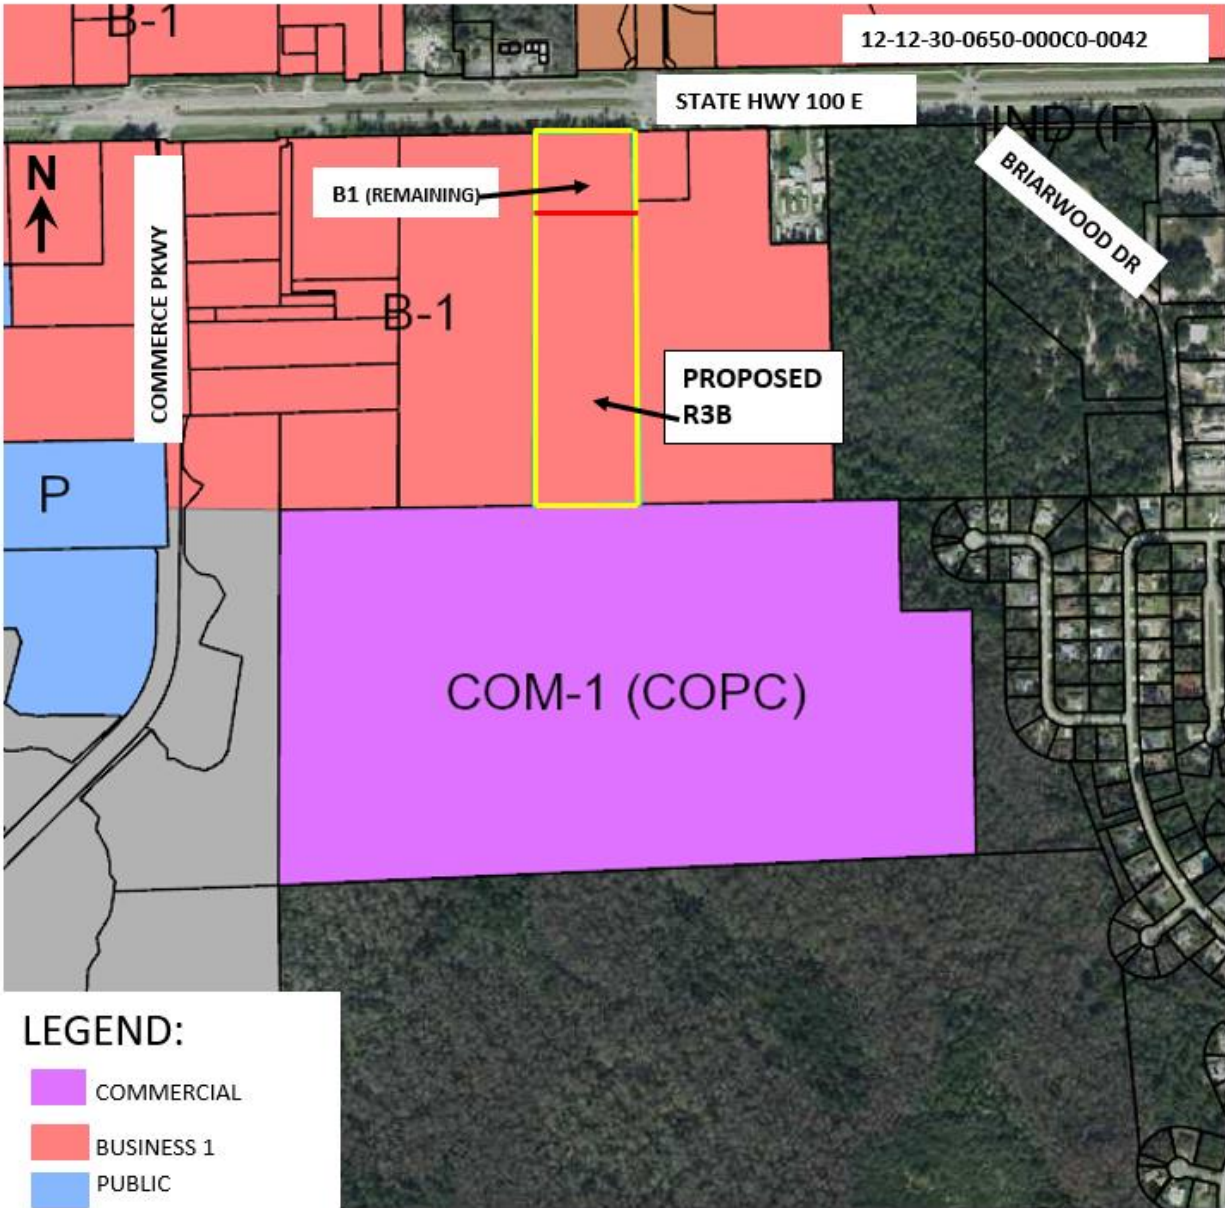 B-1
12-12-30-0650-000C0-0042
STATE HWY 100 E
IND (F)
N
B1 (REMAINING)
BRIARWOOD DR
COMMERCE PKWY
B-1
PROPOSED
R3B
P
COM-1 (COPC)
LEGEND:
COMMERCIAL
BUSINESS 1
PUBLIC